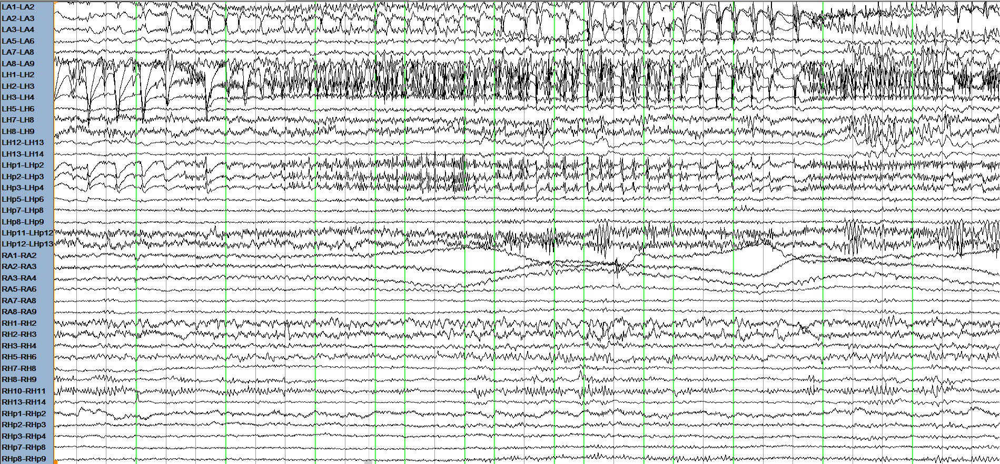 LA1-LA2
LA2-LA3
LA3-LA4
LA5-LA6
LA7-LA8
LA8-LA9
LH1-LH2
LH2-LH3
LH3-LH4
LH5-LH6
LH7-LH8
LH8-LH9
LH12-LH13
LH13-LH14
LHp1-LHp2
LHp2-LHp3
LHp3-LHp4
LHp5-LHp6
LHp7-LHp8
LHp8-LHp9
LHp11-LHp12
LHp12-LHp13
RA1-RA2
RA2-RA3
RA3-RA4
RA5-RA6
RA7-RA8
RA8-RA9
RH1-RH2
RH2-RH3
RH3-RH4
RH5-RH6
RH7-RH8
RH8-RH9
RH10-RH11
RH13-RH14
RHp1-RHp2
RHp2-RHp3
RHp3-RHp4
RHp7-RHp8
RHp8-RHp9